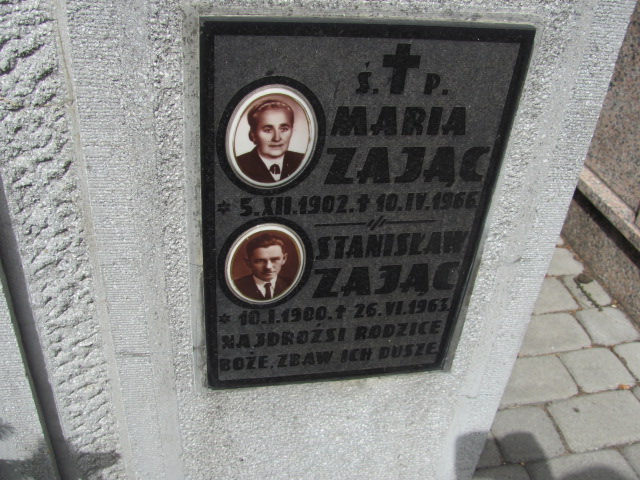 Ś. P.
MARIA
ZAJĄC
* 5.XII.1902. † 10.IV.1966.
STANISŁAW
ZAJĄC
* 10.I.1900. † 26.VI.1963.
NAJDROŻSI RODZICE
BOŻE, ZBAW ICH DUSZE.